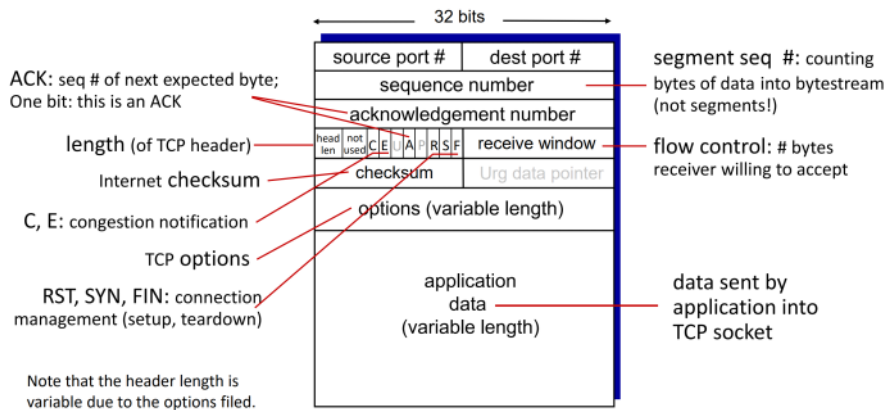 32 bits
source port #
dest port #
sequence number
acknowledgement number
head
len
not
used
C E U A P R S F
receive window
checksum
Urg data pointer
options (variable length)
application
data
(variable length)
ACK: seq # of next expected byte;
One bit: this is an ACK
length (of TCP header)
Internet checksum
C, E: congestion notification
TCP options
RST, SYN, FIN: connection
management (setup, teardown)
Note that the header length is
variable due to the options filed.
segment seq #: counting
bytes of data into bytestream
(not segments!)
flow control: # bytes
receiver willing to accept
data sent by
application into
TCP socket